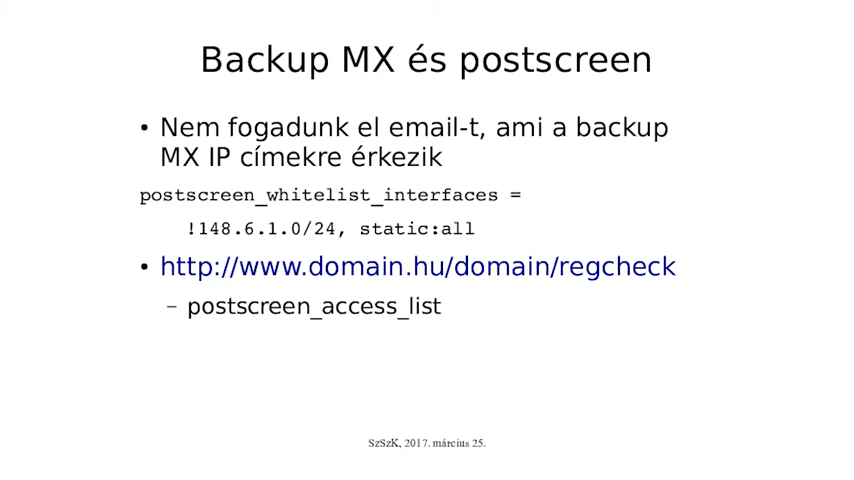 Backup MX és postscreen
• Nem fogadunk el email-t, ami a backup
MX IP címekre érkezik
postscreen_whitelist_interfaces =
!148.6.1.0/24, static:all
• http://www.domain.hu/domain/regcheck
– postscreen_access_list
SzSzK, 2017. március 25.